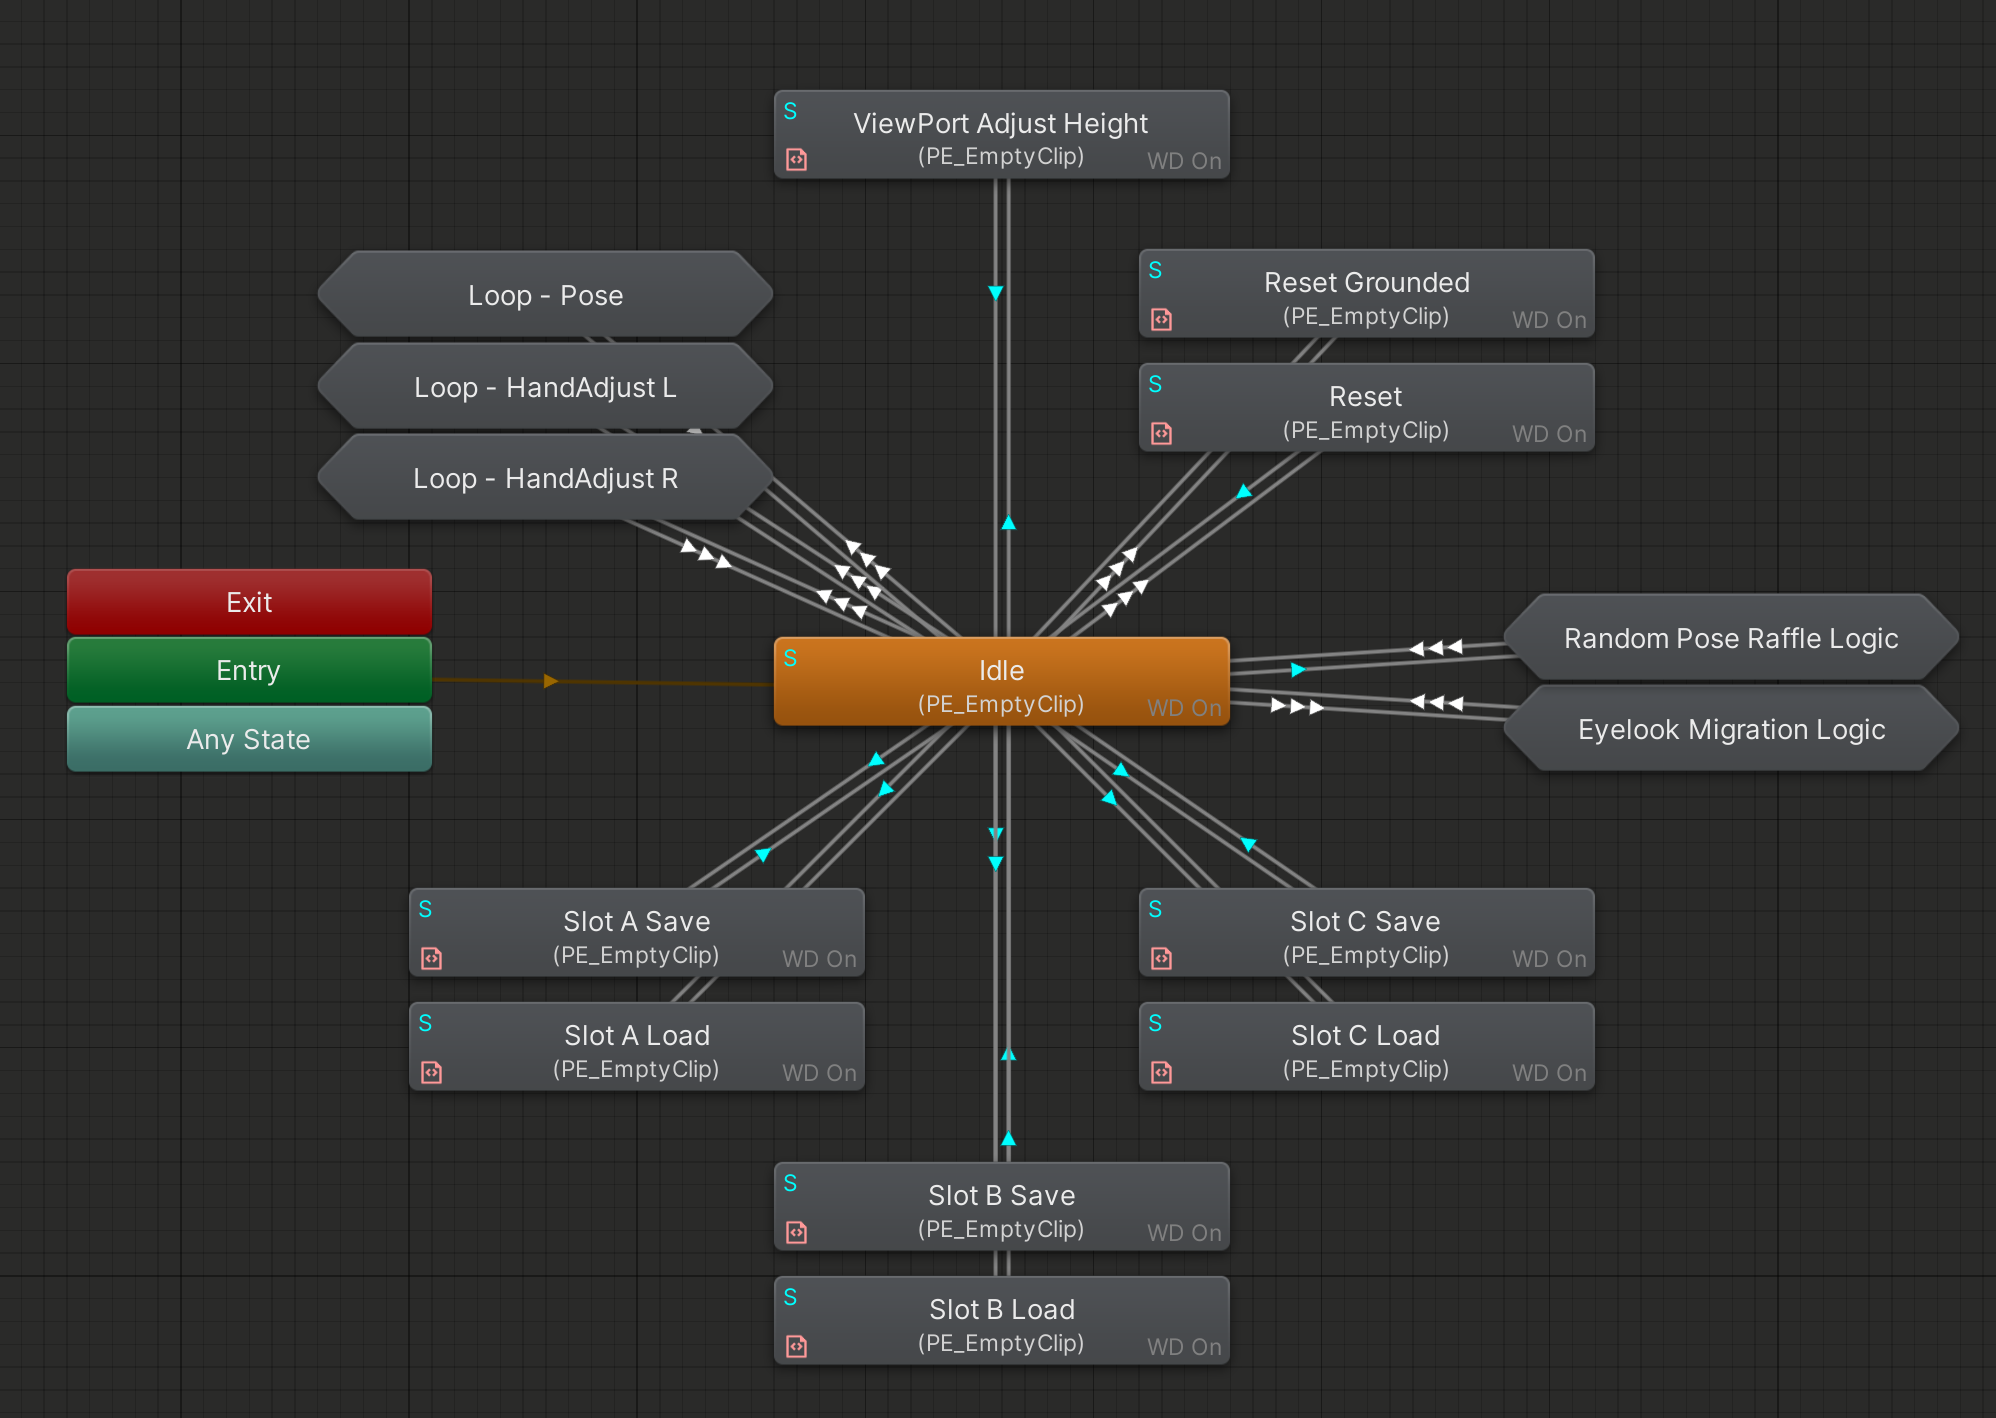 S
ViewPort Adjust Height
(PE_EmptyClip)
WD On
Loop - Pose
Loop - HandAdjust L
Loop - HandAdjust R
S
Reset Grounded
(PE_EmptyClip)
WD On
S
Reset
(PE_EmptyClip)
WD On
Exit
Entry
Any State
S
Idle
(PE_EmptyClip)
WD On
Random Pose Raffle Logic
Eyelook Migration Logic
S
Slot A Save
(PE_EmptyClip)
WD On
S
Slot A Load
(PE_EmptyClip)
WD On
S
Slot C Save
(PE_EmptyClip)
WD On
S
Slot C Load
(PE_EmptyClip)
WD On
S
Slot B Save
(PE_EmptyClip)
WD On
S
Slot B Load
(PE_EmptyClip)
WD On